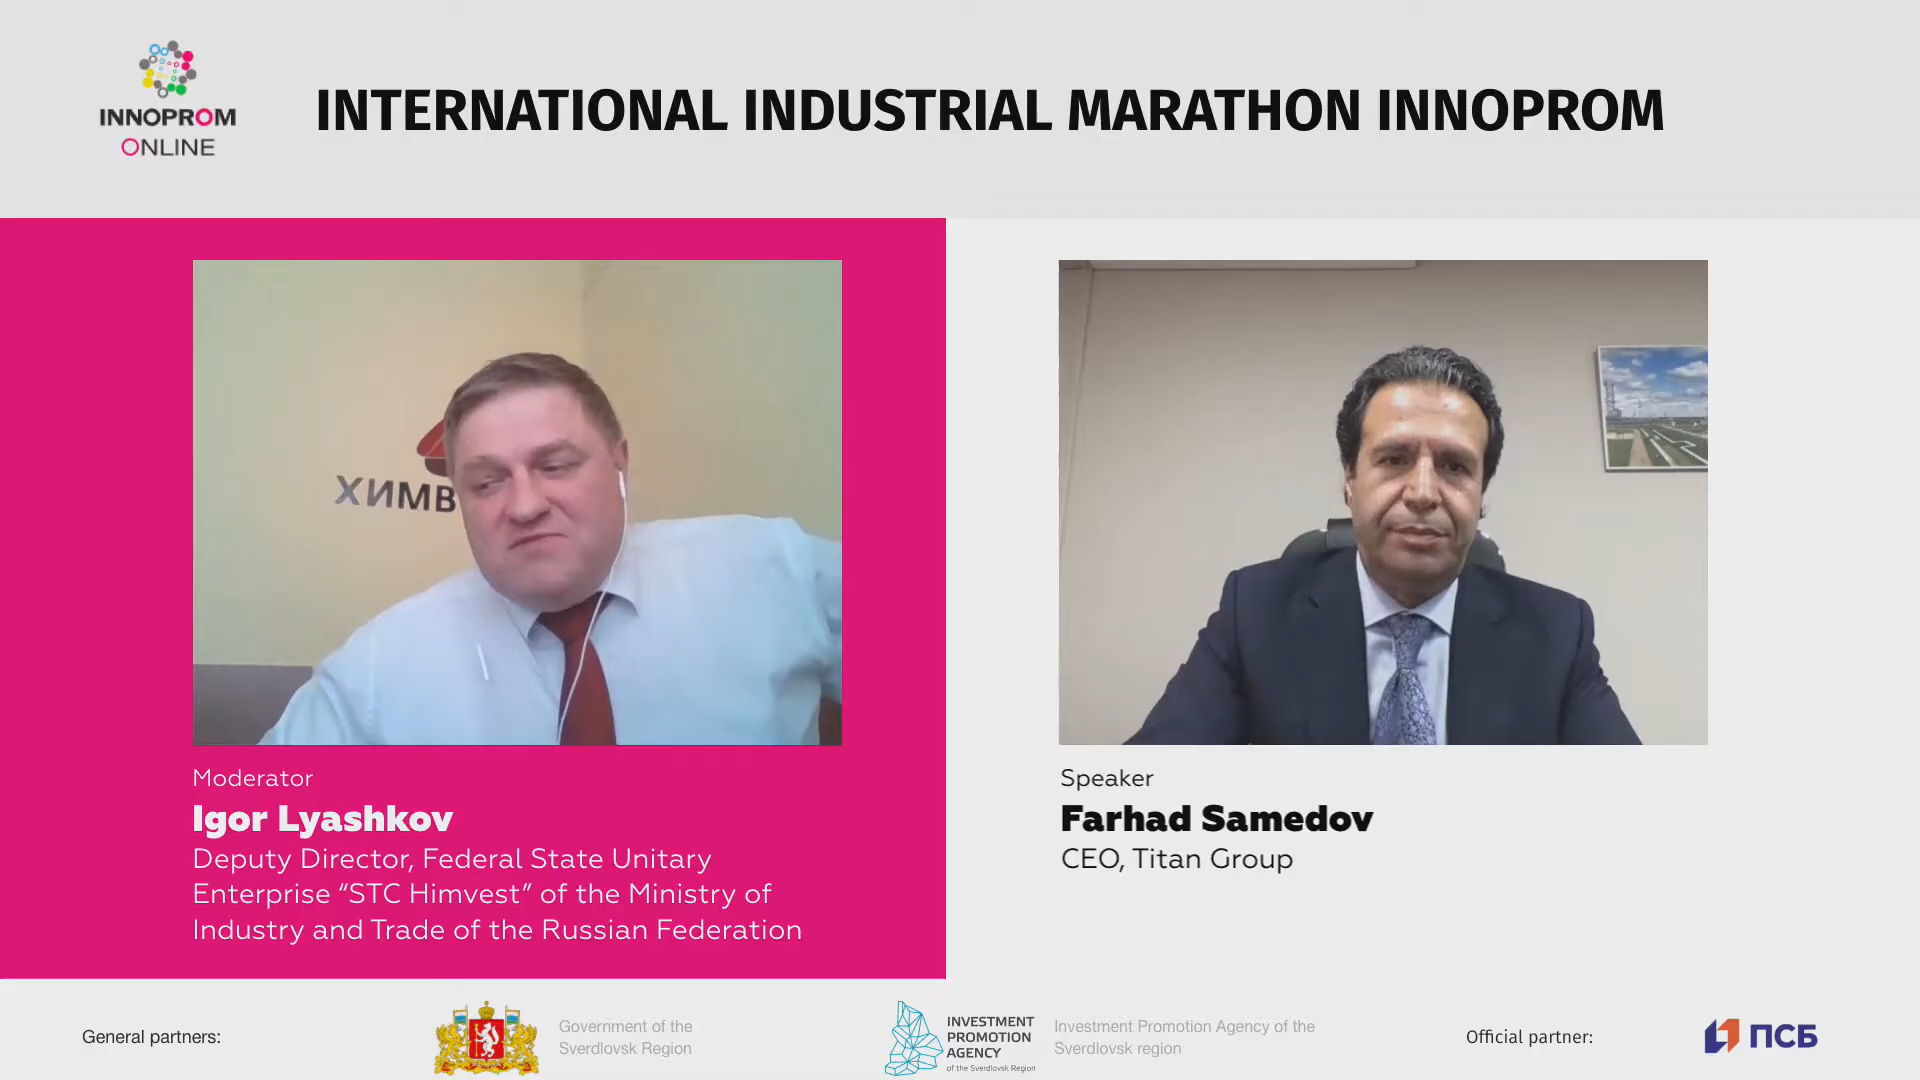 INNOPROM
ONLINE
INTERNATIONAL INDUSTRIAL MARATHON INNOPROM
ХИМВ
Moderator
Igor Lyashkov
Deputy Director, Federal State Unitary
Enterprise “STC Himvest” of the Ministry of
Industry and Trade of the Russian Federation
Speaker
Farhad Samedov
CEO, Titan Group
General partners:
Government of the
Sverdlovsk Region
INVESTMENT
PROMOTION
AGENCY
of the Sverdlovsk Region
Investment Promotion Agency of the
Sverdlovsk region
Official partner:
ПСБ